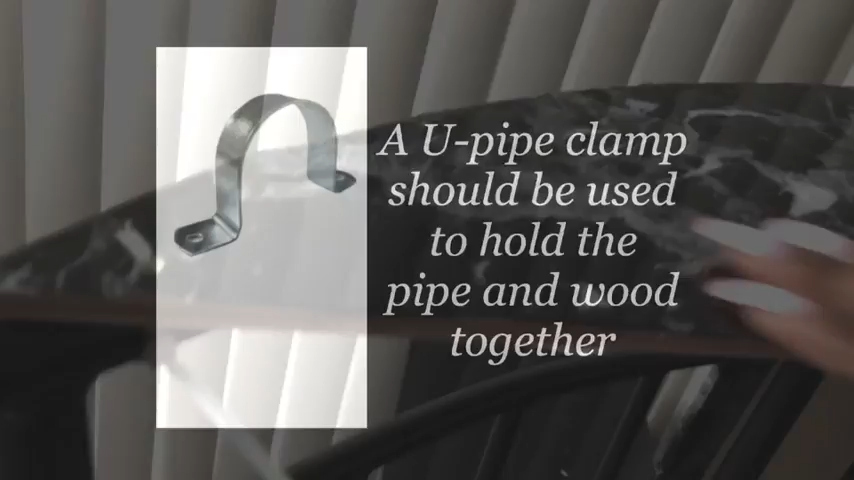 A U-pipe clamp
should be used
to hold the
pipe and wood
together